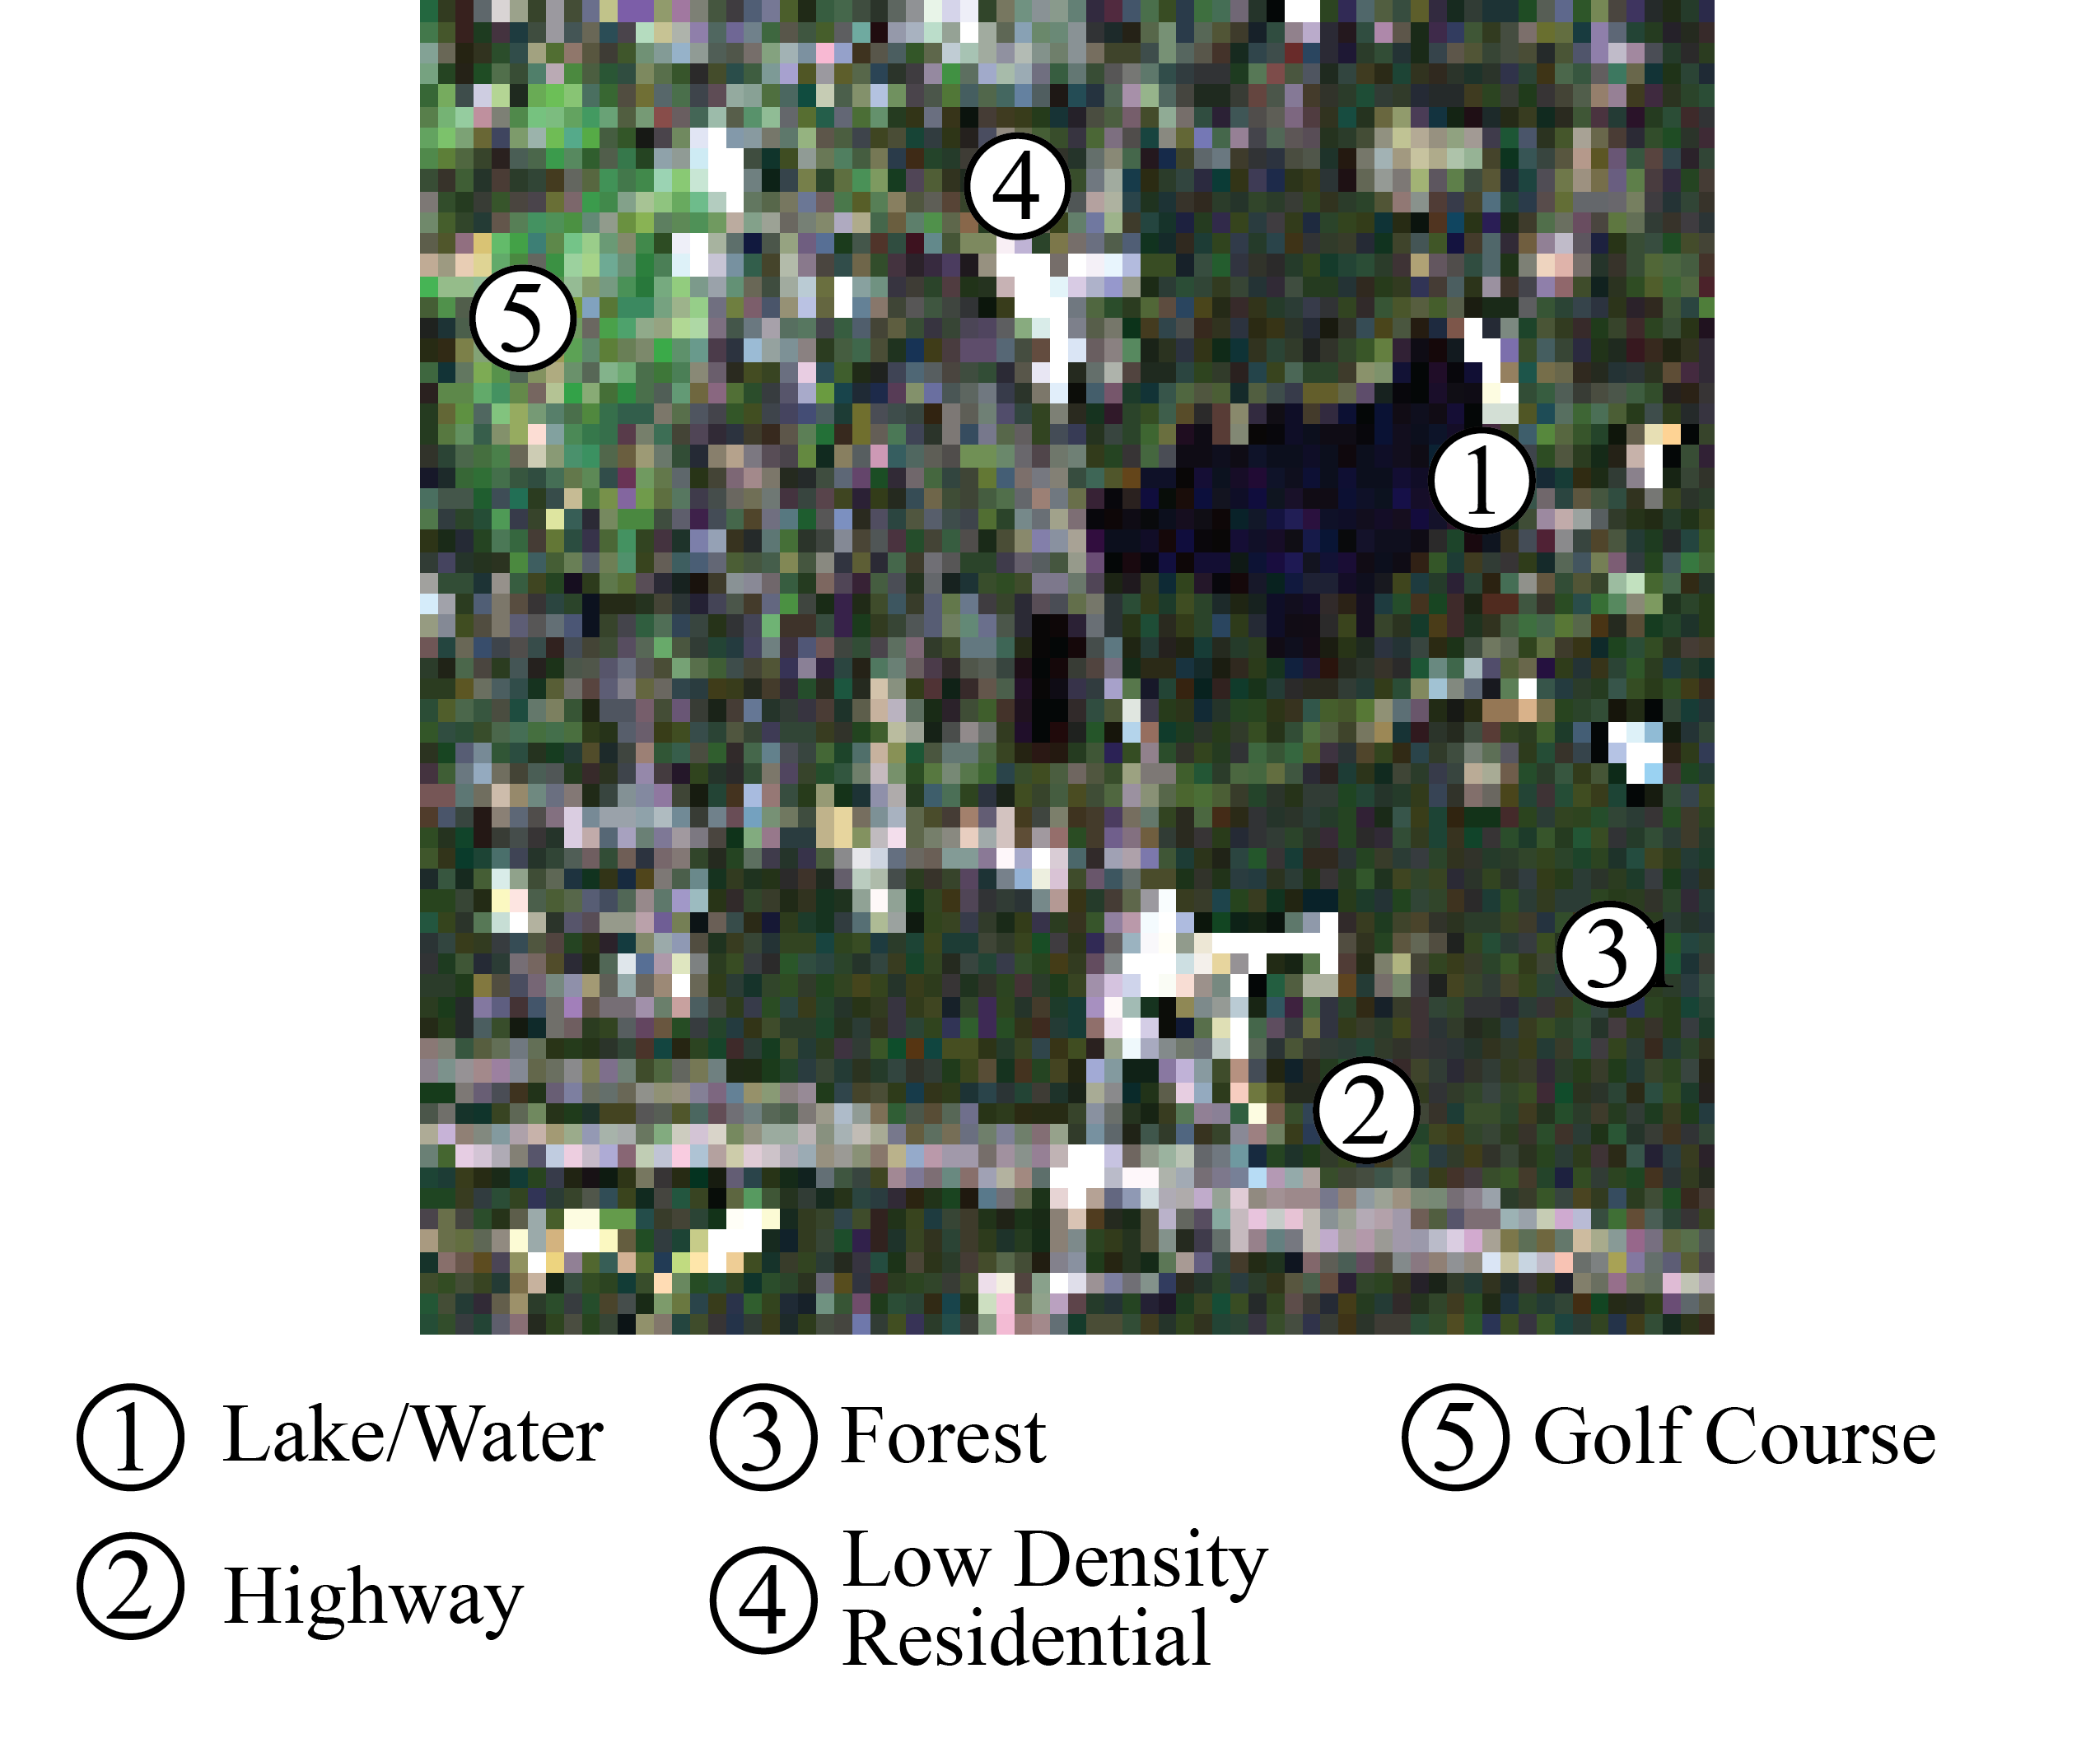 4
5
1
3
2
1 Lake/Water
3 Forest
5 Golf Course
2 Highway
4 Low Density
Residential